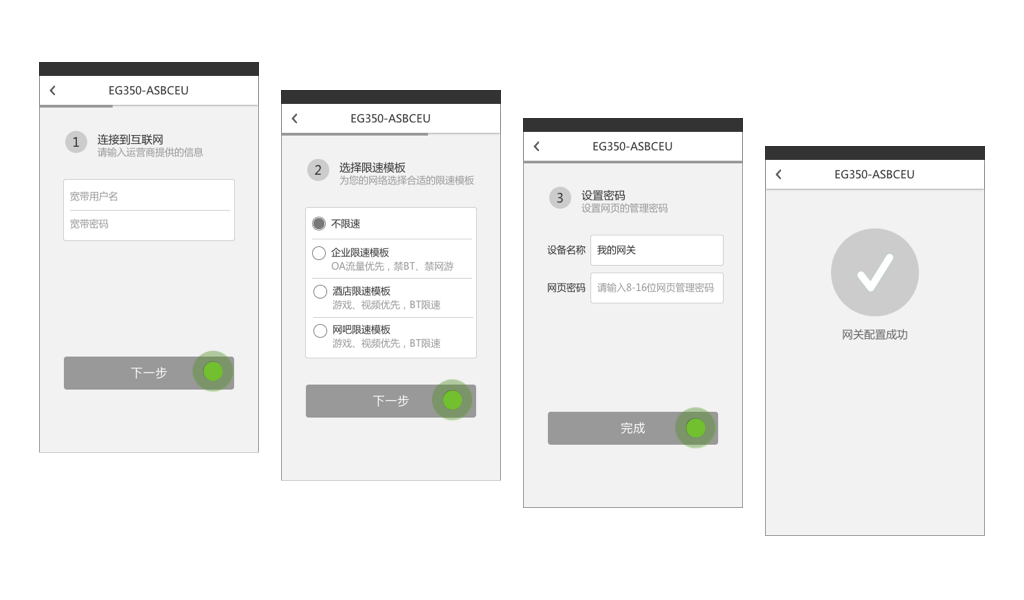 EG350-ASBCEU
1
连接到互联网
请输入运营商提供的信息
宽带用户名
宽带密码
下一步
EG350-ASBCEU
2
选择限速模板
为您的网络选择合适的限速模板
不限速
企业限速模板
OA流量优先，禁BT、禁网游
酒店限速模板
游戏、视频优先，BT限速
网吧限速模板
游戏、视频优先，BT限速
下一步
EG350-ASBCEU
3
设置密码
设置网页的管理密码
设备名称 我的网关
网页密码 请输入8-16位网页管理密码
完成
EG350-ASBCEU
网关配置成功